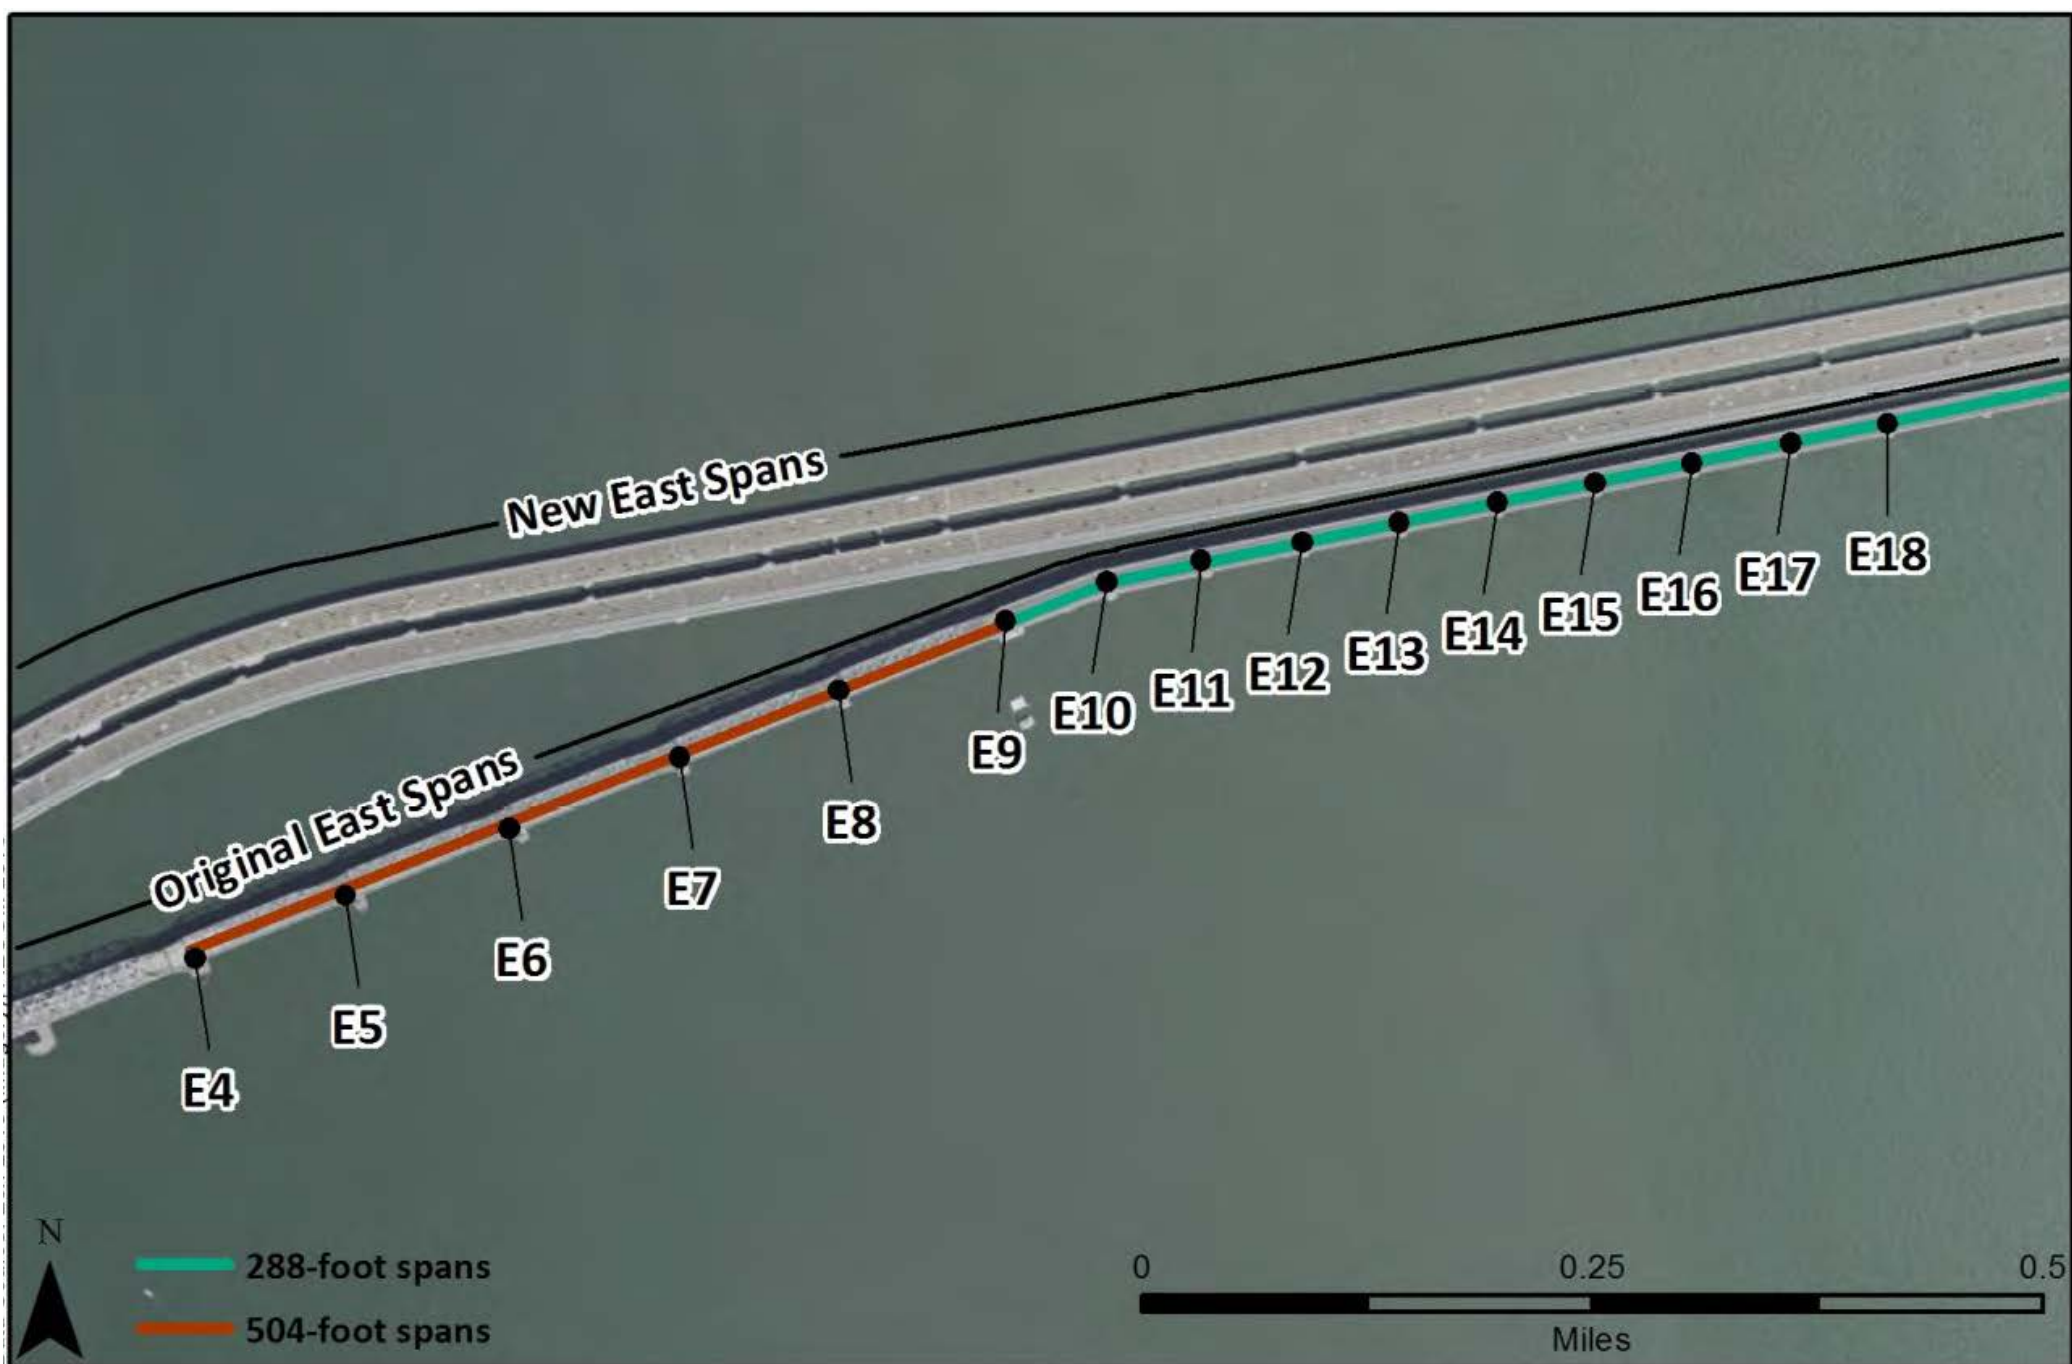 New East Spans
Original East Spans
E4
E5
E6
E7
E8
E9
E10
E11
E12
E13
E14
E15
E16
E17
E18
N
288-foot spans
504-foot spans
0 0.25 0.5
Miles